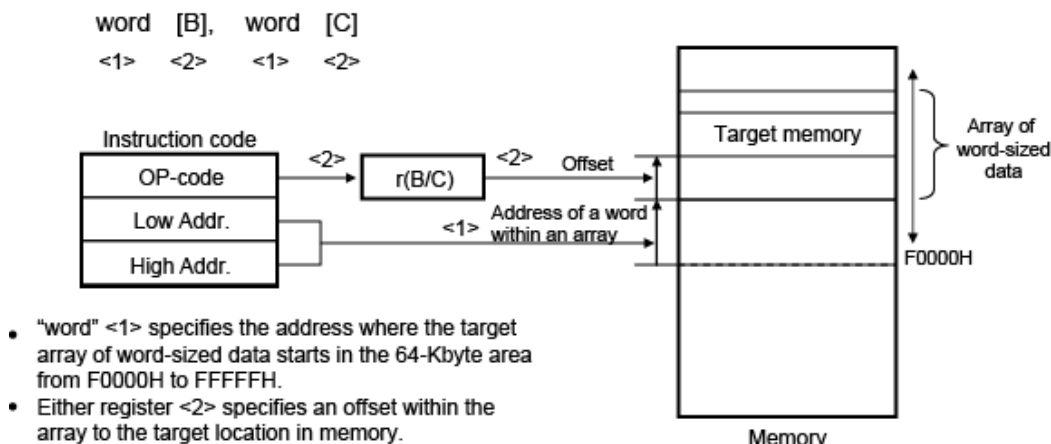 word [B], word [C]
<1> <2> <1> <2>
Instruction code
OP-code
Low Addr.
High Addr.
<2>
r(B/C)
<2>
Offset
<1>
Address of a word
within an array
Target memory
Array of
word-sized
data
F0000H
Memory
• “word” <1> specifies the address where the target
array of word-sized data starts in the 64-Kbyte area
from F0000H to FFFFFH.
• Either register <2> specifies an offset within the
array to the target location in memory.